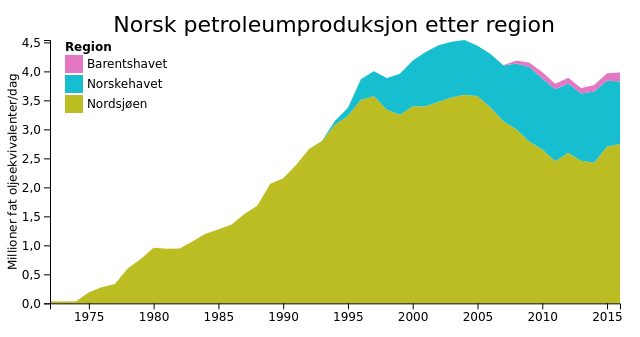 Norsk petroleumproduksjon etter region
Millioner fat oljeekvivalenter/dag
4,5
4,0
3,5
3,0
2,5
2,0
1,5
1,0
0,5
0,0
Region
Barentshavet
Norskehavet
Nordsjøen
1975 1980 1985 1990 1995 2000 2005 2010 2015